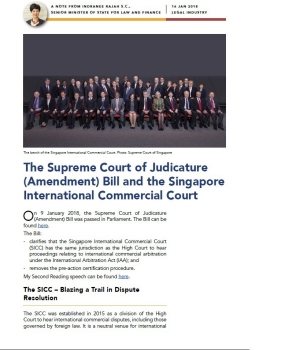 A NOTE FROM INDRANEE RAJAH S.C.,
SENIOR MINISTER OF STATE FOR LAW AND FINANCE
16 JAN 2018
LEGAL INDUSTRY
The bench of the Singapore International Commercial Court. Photo: Supreme Court of Singapore
The Supreme Court of Judicature
(Amendment) Bill and the Singapore
International Commercial Court
On 9 January 2018, the Supreme Court of Judicature
(Amendment) Bill was passed in Parliament. The Bill can be
found here.
The Bill:
- clarifies that the Singapore International Commercial Court
(SICC) has the same jurisdiction as the High Court to hear
proceedings relating to international commercial arbitration
under the International Arbitration Act (IAA); and
- removes the pre-action certification procedure.
My Second Reading speech can be found here.
The SICC – Blazing a Trail in Dispute
Resolution
The SICC was established in 2015 as a division of the High
Court to hear international commercial disputes, including those
governed by foreign law. It is a neutral venue for international